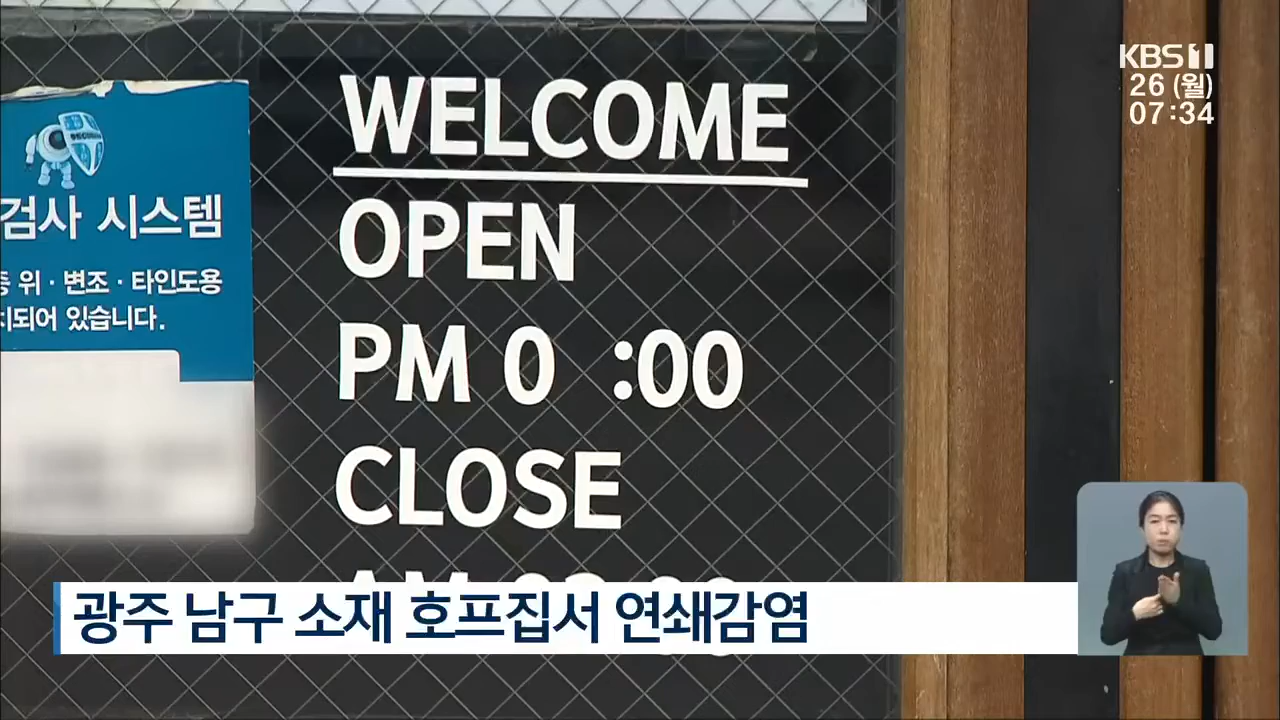 KBS1
26 (월)
07:34
WELCOME
OPEN
PM 0 :00
CLOSE
검사 시스템
위·변조·타인도용
되어 있습니다.
광주 남구 소재 호프집서 연쇄감염